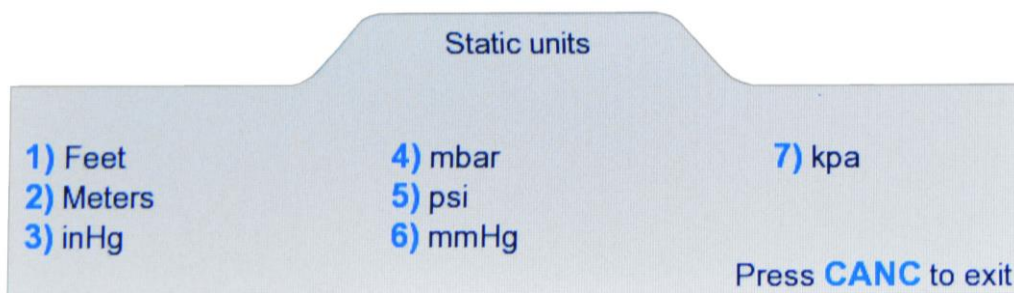 Static units
1) Feet
2) Meters
3) inHg
4) mbar
5) psi
6) mmHg
7) kpa
Press CANC to exit